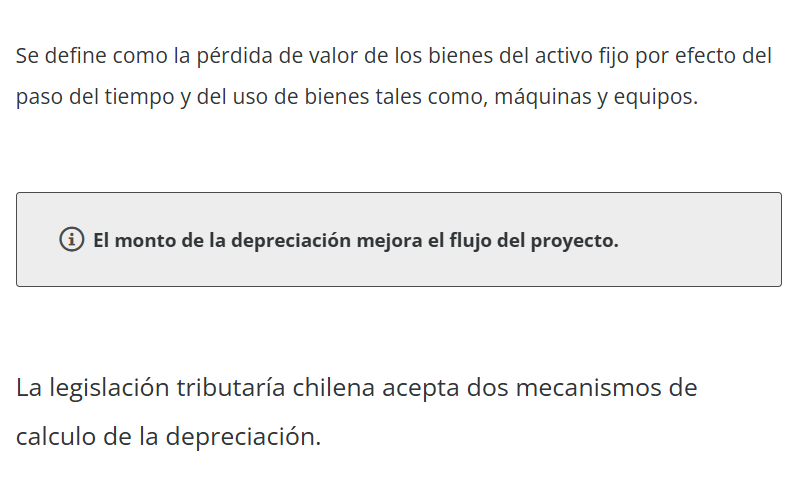 Se define como la pérdida de valor de los bienes del activo fijo por efecto del
paso del tiempo y del uso de bienes tales como, máquinas y equipos.
El monto de la depreciación mejora el flujo del proyecto.
La legislación tributaría chilena acepta dos mecanismos de
calculo de la depreciación.